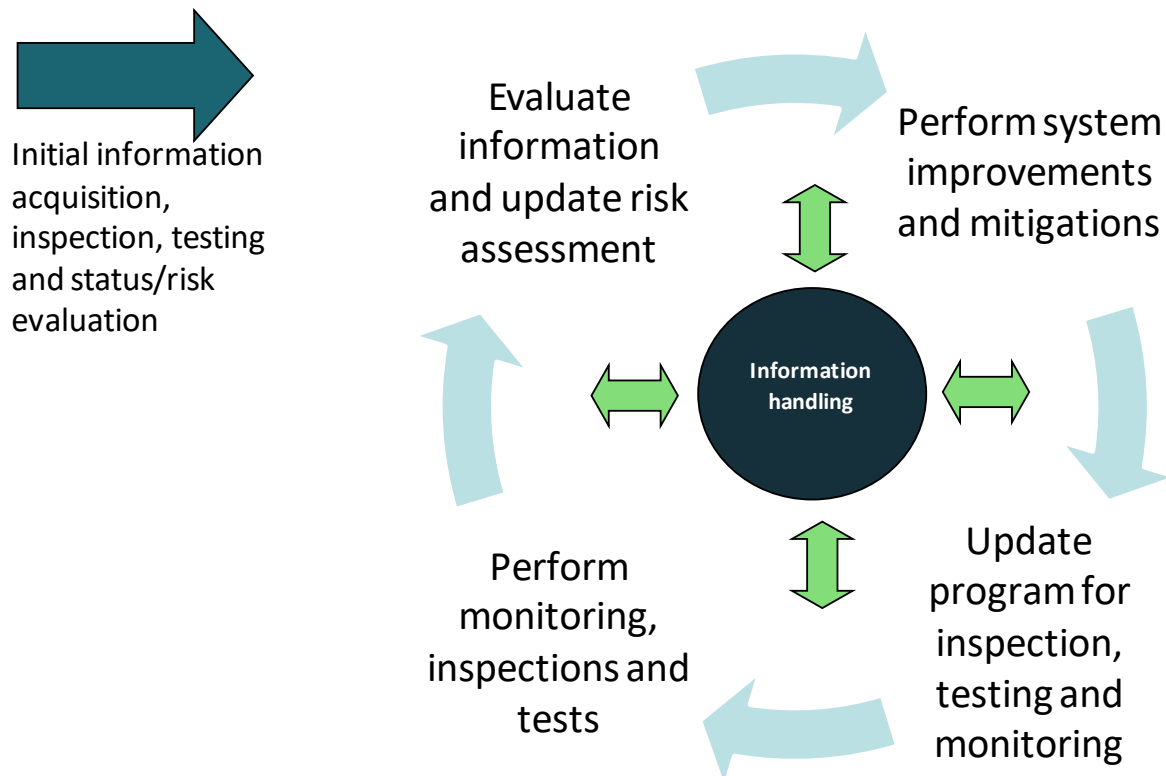 Initial information
acquisition,
inspection, testing
and status/risk
evaluation
Evaluate
information
and update risk
assessment
Perform system
improvements
and mitigations
Information
handling
Perform
monitoring,
inspections and
tests
Update
program for
inspection,
testing and
monitoring